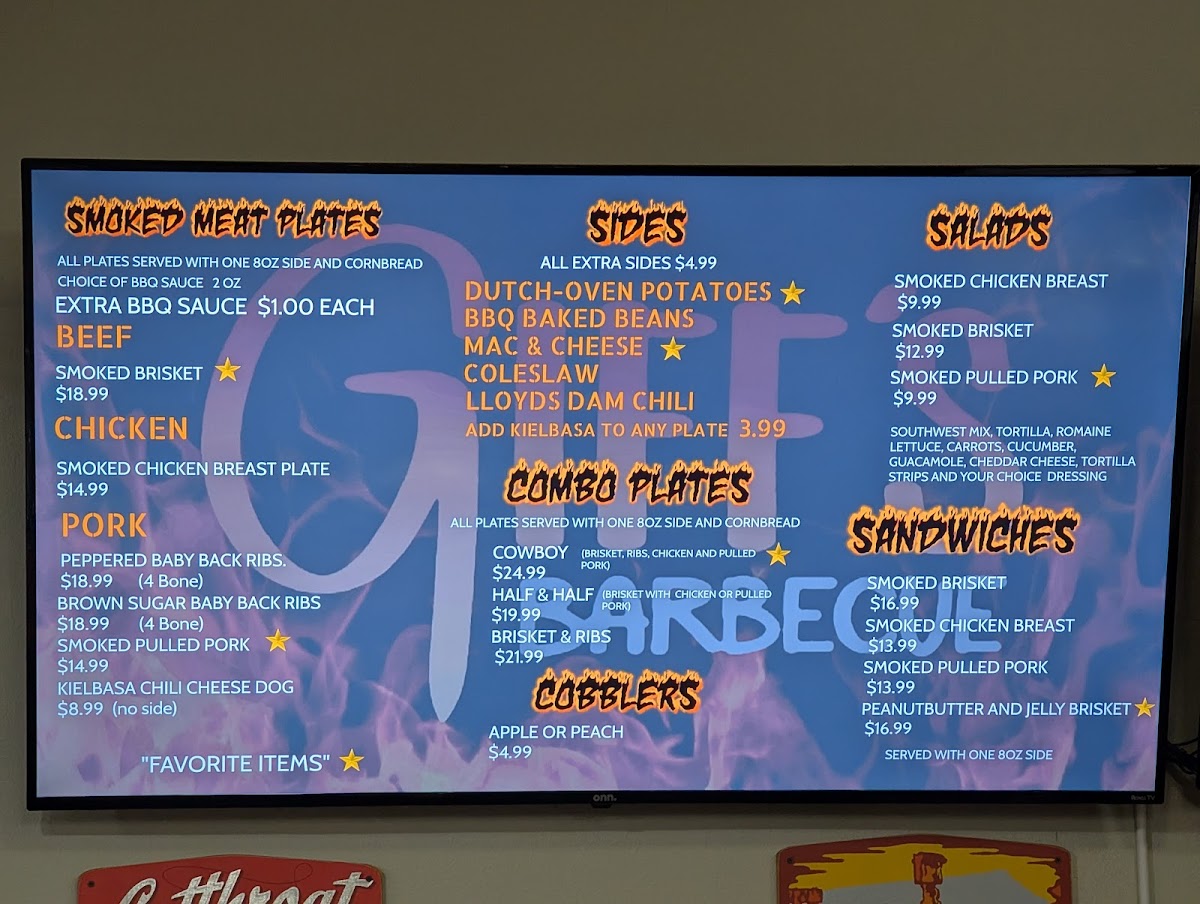 SMOKED MEAT PLATES
ALL PLATES SERVED WITH ONE 8OZ SIDE AND CORNBREAD
CHOICE OF BBQ SAUCE 2 OZ
EXTRA BBQ SAUCE $1.00 EACH
BEEF
SMOKED BRISKET
$18.99
CHICKEN
SMOKED CHICKEN BREAST PLATE
$14.99
PORK
PEPPERED BABY BACK RIBS.
$18.99 (4 Bone)
BROWN SUGAR BABY BACK RIBS
$18.99 (4 Bone)
SMOKED PULLED PORK
$14.99
KIELBASA CHILI CHEESE DOG
$8.99 (no side)
"FAVORITE ITEMS"
SIDES
ALL EXTRA SIDES $4.99
DUTCH-OVEN POTATOES
BBQ BAKED BEANS
MAC & CHEESE
COLESLAW
LLOYDS DAM CHILI
ADD KIELBASA TO ANY PLATE 3.99
COMBO PLATES
ALL PLATES SERVED WITH ONE 8OZ SIDE AND CORNBREAD
COWBOY (BRISKET, RIBS, CHICKEN AND PULLED
PORK)
$24.99
HALF & HALF (BRISKET WITH CHICKEN OR PULLED
PORK)
$19.99
BRISKET & RIBS
$21.99
COBBLERS
APPLE OR PEACH
$4.99
SALADS
SMOKED CHICKEN BREAST
$9.99
SMOKED BRISKET
$12.99
SMOKED PULLED PORK
$9.99
SOUTHWEST MIX, TORTILLA, ROMAINE
LETTUCE, CARROTS, CUCUMBER,
GUACAMOLE, CHEDDAR CHEESE, TORTILLA
STRIPS AND YOUR CHOICE DRESSING
SANDWICHES
SMOKED BRISKET
$16.99
SMOKED CHICKEN BREAST
$13.99
SMOKED PULLED PORK
$13.99
PEANUTBUTTER AND JELLY BRISKET
$16.99
SERVED WITH ONE 8OZ SIDE
BARBECUE
onn.
Roku TV
Cutthroat